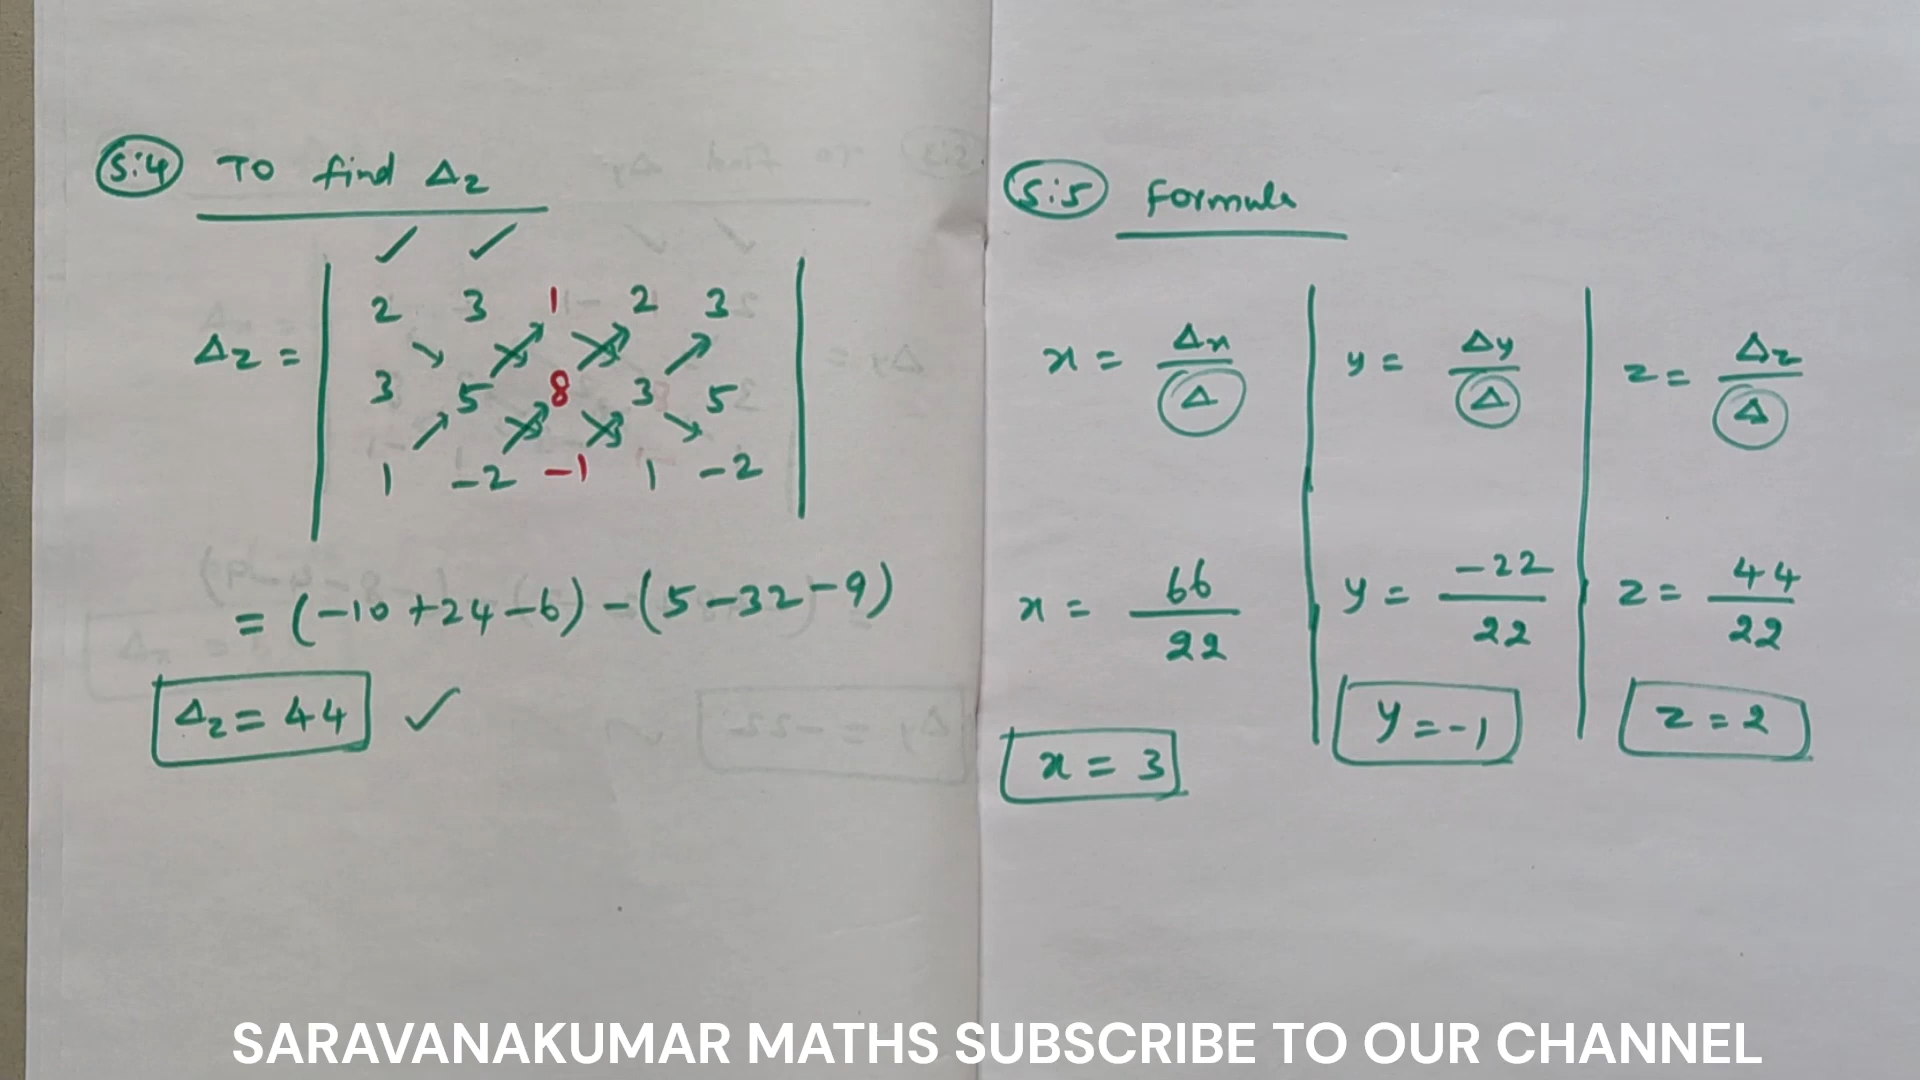 S:4 To find Δz
2 3 1 2 3
Δz =
3 5 8 3 5
1 -2 -1 1 -2
= (-10 +24 -6) - (5 -32 -9)
Δz = 44 ✓
S:5 Formula
x = Δx/Δ y = Δy/Δ z = Δz/Δ
x = 66/22 y = -22/22 z = 44/22
x = 3 y = -1 z = 2
SARAVANAKUMAR MATHS SUBSCRIBE TO OUR CHANNEL